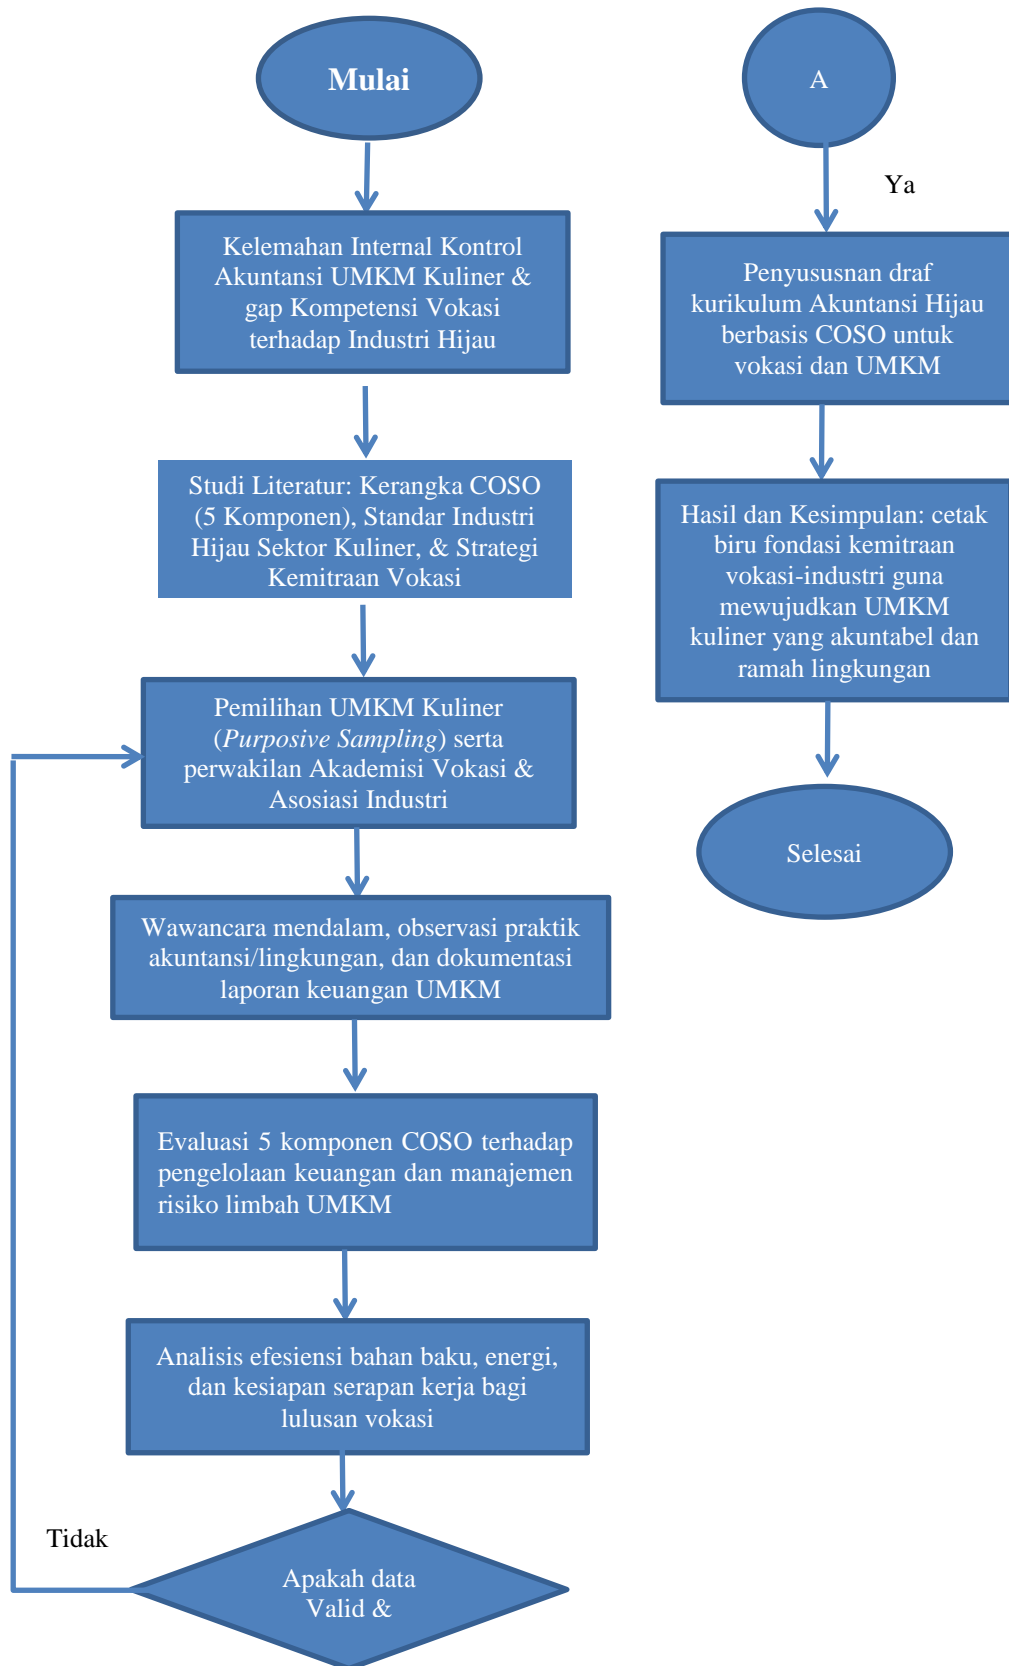 Mulai
Kelemahan Internal Kontrol
Akuntansi UMKM Kuliner &
gap Kompetensi Vokasi
terhadap Industri Hijau
Studi Literatur: Kerangka COSO
(5 Komponen), Standar Industri
Hijau Sektor Kuliner, & Strategi
Kemitraan Vokasi
Pemilihan UMKM Kuliner
(Purposive Sampling) serta
perwakilan Akademisi Vokasi &
Asosiasi Industri
Wawancara mendalam, observasi praktik
akuntansi/lingkungan, dan dokumentasi
laporan keuangan UMKM
Evaluasi 5 komponen COSO terhadap
pengelolaan keuangan dan manajemen
risiko limbah UMKM
Analisis efesiensi bahan baku, energi,
dan kesiapan serapan kerja bagi
lulusan vokasi
Tidak
Apakah data
Valid &
A
Ya
Penyususnan draf
kurikulum Akuntansi Hijau
berbasis COSO untuk
vokasi dan UMKM
Hasil dan Kesimpulan: cetak
biru fondasi kemitraan
vokasi-industri guna
mewujudkan UMKM
kuliner yang akuntabel dan
ramah lingkungan
Selesai